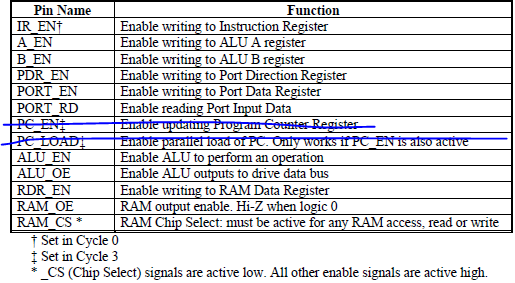 Pin Name Function
IR_EN† Enable writing to Instruction Register
A_EN Enable writing to ALU A register
B_EN Enable writing to ALU B register
PDR_EN Enable writing to Port Direction Register
PORT_EN Enable writing to Port Data Register
PORT_RD Enable reading Port Input Data
PC_EN‡ Enable updating Program Counter Register
PC_LOAD‡ Enable parallel load of PC. Only works if PC_EN is also active
ALU_EN Enable ALU to perform an operation
ALU_OE Enable ALU outputs to drive data bus
RDR_EN Enable writing to RAM Data Register
RAM_OE RAM output enable. Hi-Z when logic 0
RAM_CS * RAM Chip Select: must be active for any RAM access, read or write
† Set in Cycle 0
‡ Set in Cycle 3
* _CS (Chip Select) signals are active low. All other enable signals are active high.